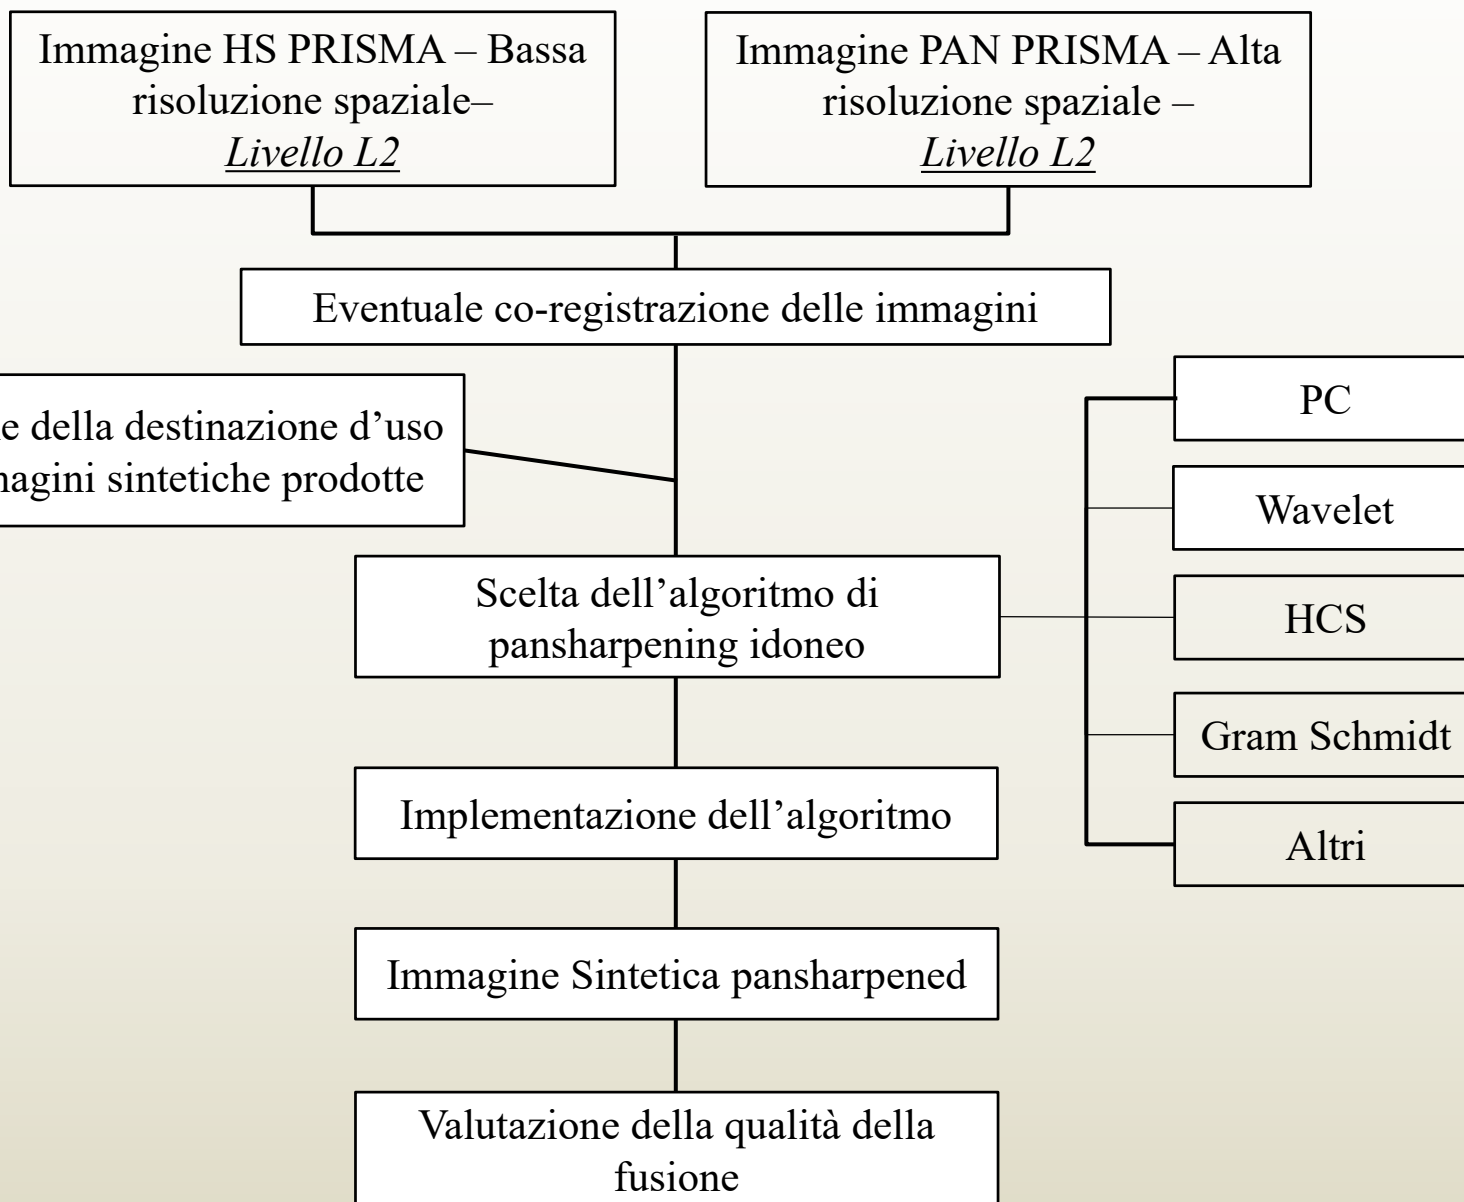 Immagine HS PRISMA – Bassa
risoluzione spaziale–
Livello L2
Immagine PAN PRISMA – Alta
risoluzione spaziale –
Livello L2
Eventuale co-registrazione delle immagini
della destinazione d’uso
sintetiche prodotte
Scelta dell’algoritmo di
pansharpening idoneo
PC
Wavelet
HCS
Gram Schmidt
Altri
Implementazione dell’algoritmo
Immagine Sintetica pansharpened
Valutazione della qualità della
fusione